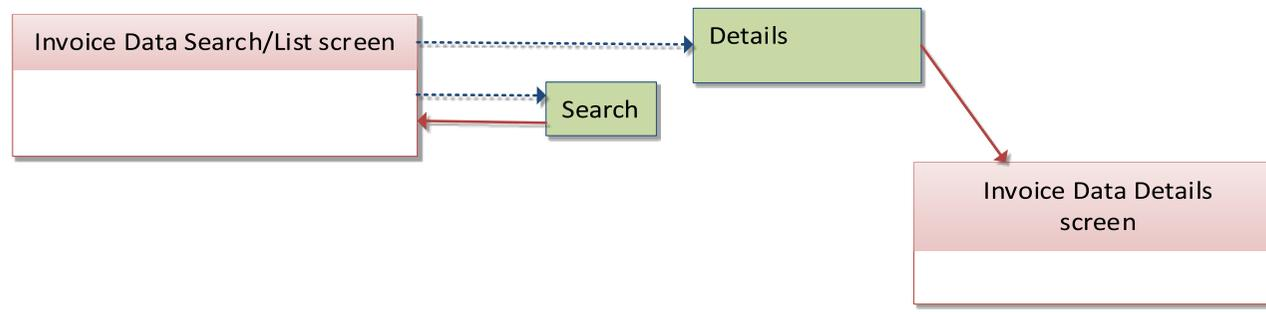 Invoice Data Search/List screen
Details
Search
Invoice Data Details
screen